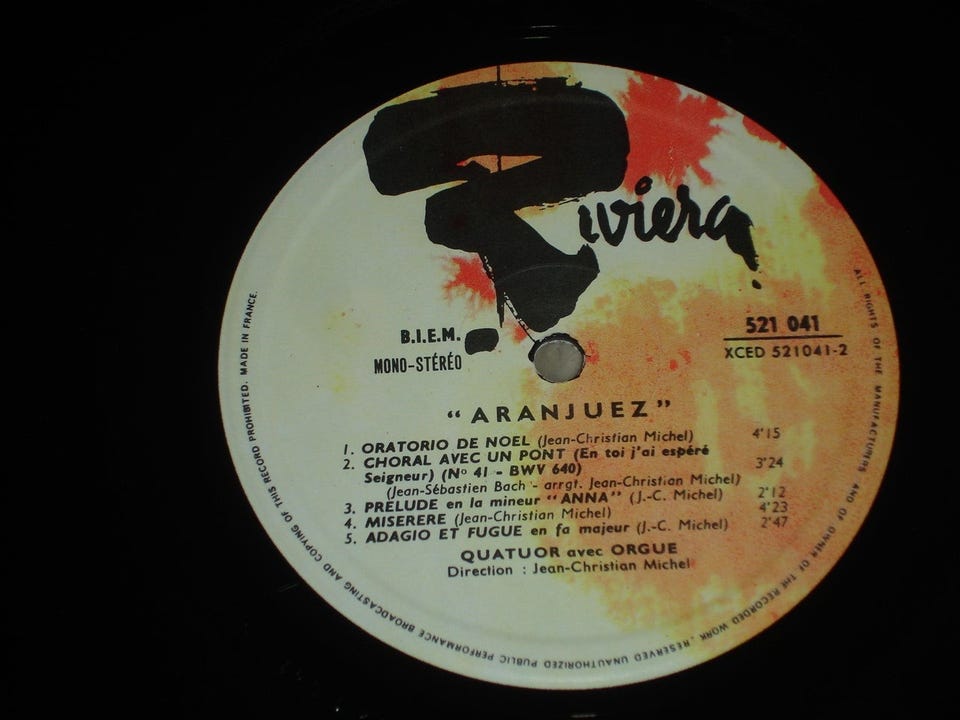 Riviera
B.I.E.M.
MONO-STÉRÉO
521 041
XCED 521041-2
"ARANJUEZ"
1. ORATORIO DE NOEL (Jean-Christian Michel) 4'15
2. CHORAL AVEC UN PONT (En toi j'ai espéré
Seigneur) (No 41 - BWV 640) 3'24
(Jean-Sébastien Bach - arrgt. Jean-Christian Michel)
3. PRELUDE en la mineur "ANNA" (J.-C. Michel) 2'12
4. MISERERE (Jean-Christian Michel) 4'23
5. ADAGIO ET FUGUE en fa majeur (J.-C. Michel) 2'47
QUATUOR avec ORGUE
Direction : Jean-Christian Michel
ALL RIGHTS OF THE MANUFACTURERS AND OF OWNER OF THE RECORDED WORK, RESERVED UNAUTHORIZED PUBLIC PERFORMANCE BROADCASTING AND COPYING OF THIS RECORD PROHIBITED. MADE IN FRANCE.